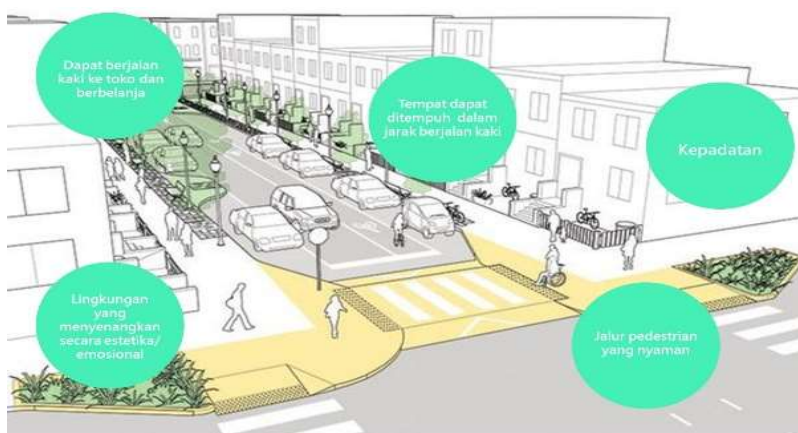 Dapat berjalan
kaki ke toko dan
berbelanja
Tempat dapat
ditempuh dalam
jarak berjalan kaki
Kepadatan
Lingkungan
yang
menyenangkan
secara estetika/
emosional
Jalur pedestrian
yang nyaman